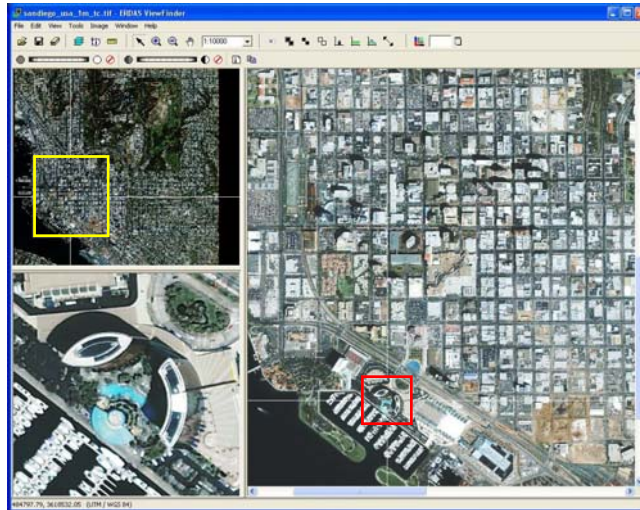 sandiego_usa_1m_tc.tif - ERDAS ViewFinder
File Edit View Tools Image Window Help
1:10000
484797.79, 3618532.05 (UTM / WGS 84)